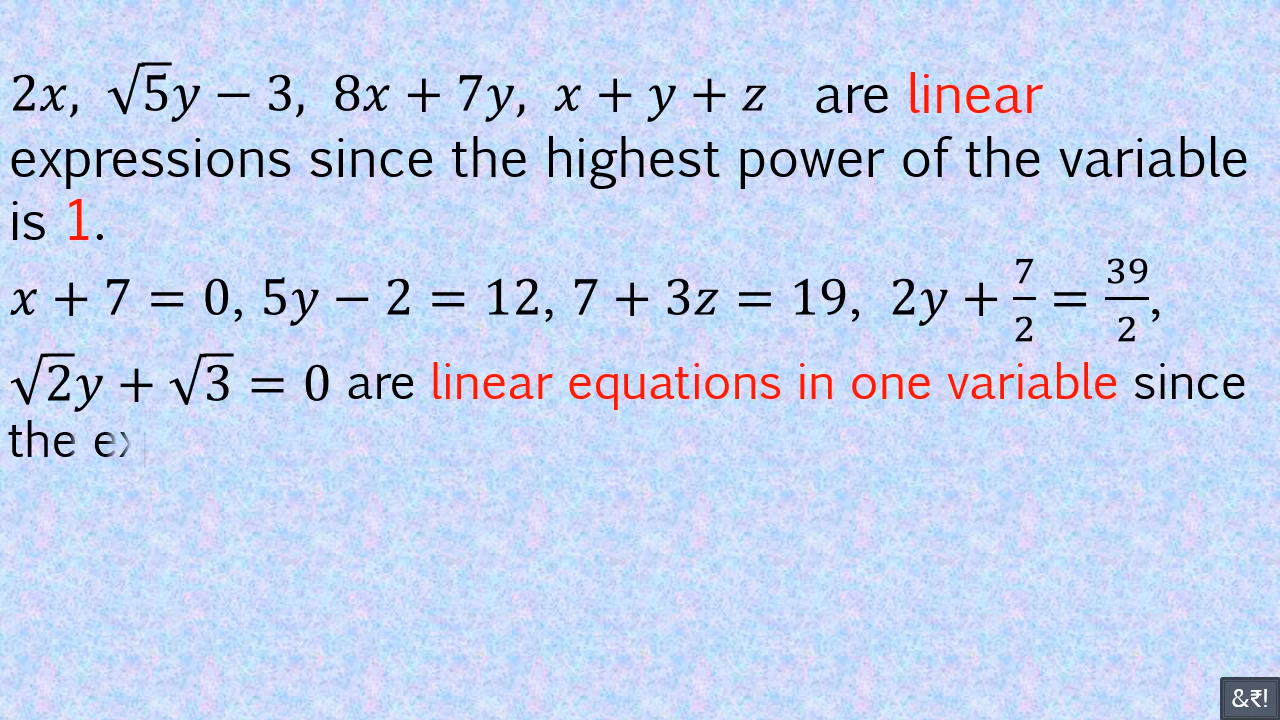 2x, √5y − 3, 8x + 7y, x + y + z are linear
expressions since the highest power of the variable
is 1.
x + 7 = 0, 5y − 2 = 12, 7 + 3z = 19, 2y + 7/2 = 39/2,
√2y + √3 = 0 are linear equations in one variable since
the
&₹!